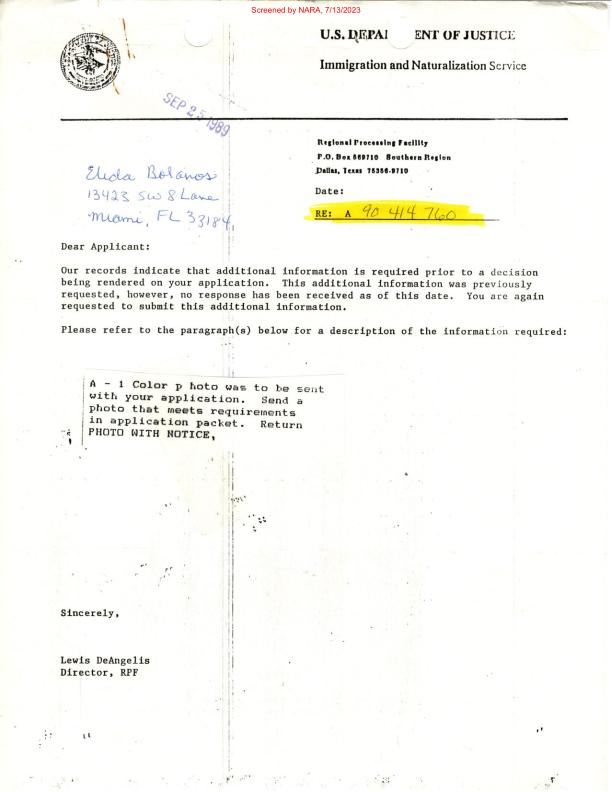 Screened by NARA, 7/13/2023
U.S. DEPA ENT OF JUSTICE
Immigration and Naturalization Service
SEP 25 1989
Regional Processing Facility
P.O. Box 569710 Southern Region
Dallas, Texas 75356-9710
Elida Bolanos
13423 SW 8 Lane
Miami, FL 33184,
Date:
RE: A 90 414 760
Dear Applicant:
Our records indicate that additional information is required prior to a decision
being rendered on your application. This additional information was previously
requested, however, no response has been received as of this date. You are again
requested to submit this additional information.
Please refer to the paragraph(s) below for a description of the information required:
A - 1 Color p hoto was to be sent
with your application. Send a
photo that meets requirements
in application packet. Return
PHOTO WITH NOTICE,
Sincerely,
Lewis DeAngelis
Director, RPF